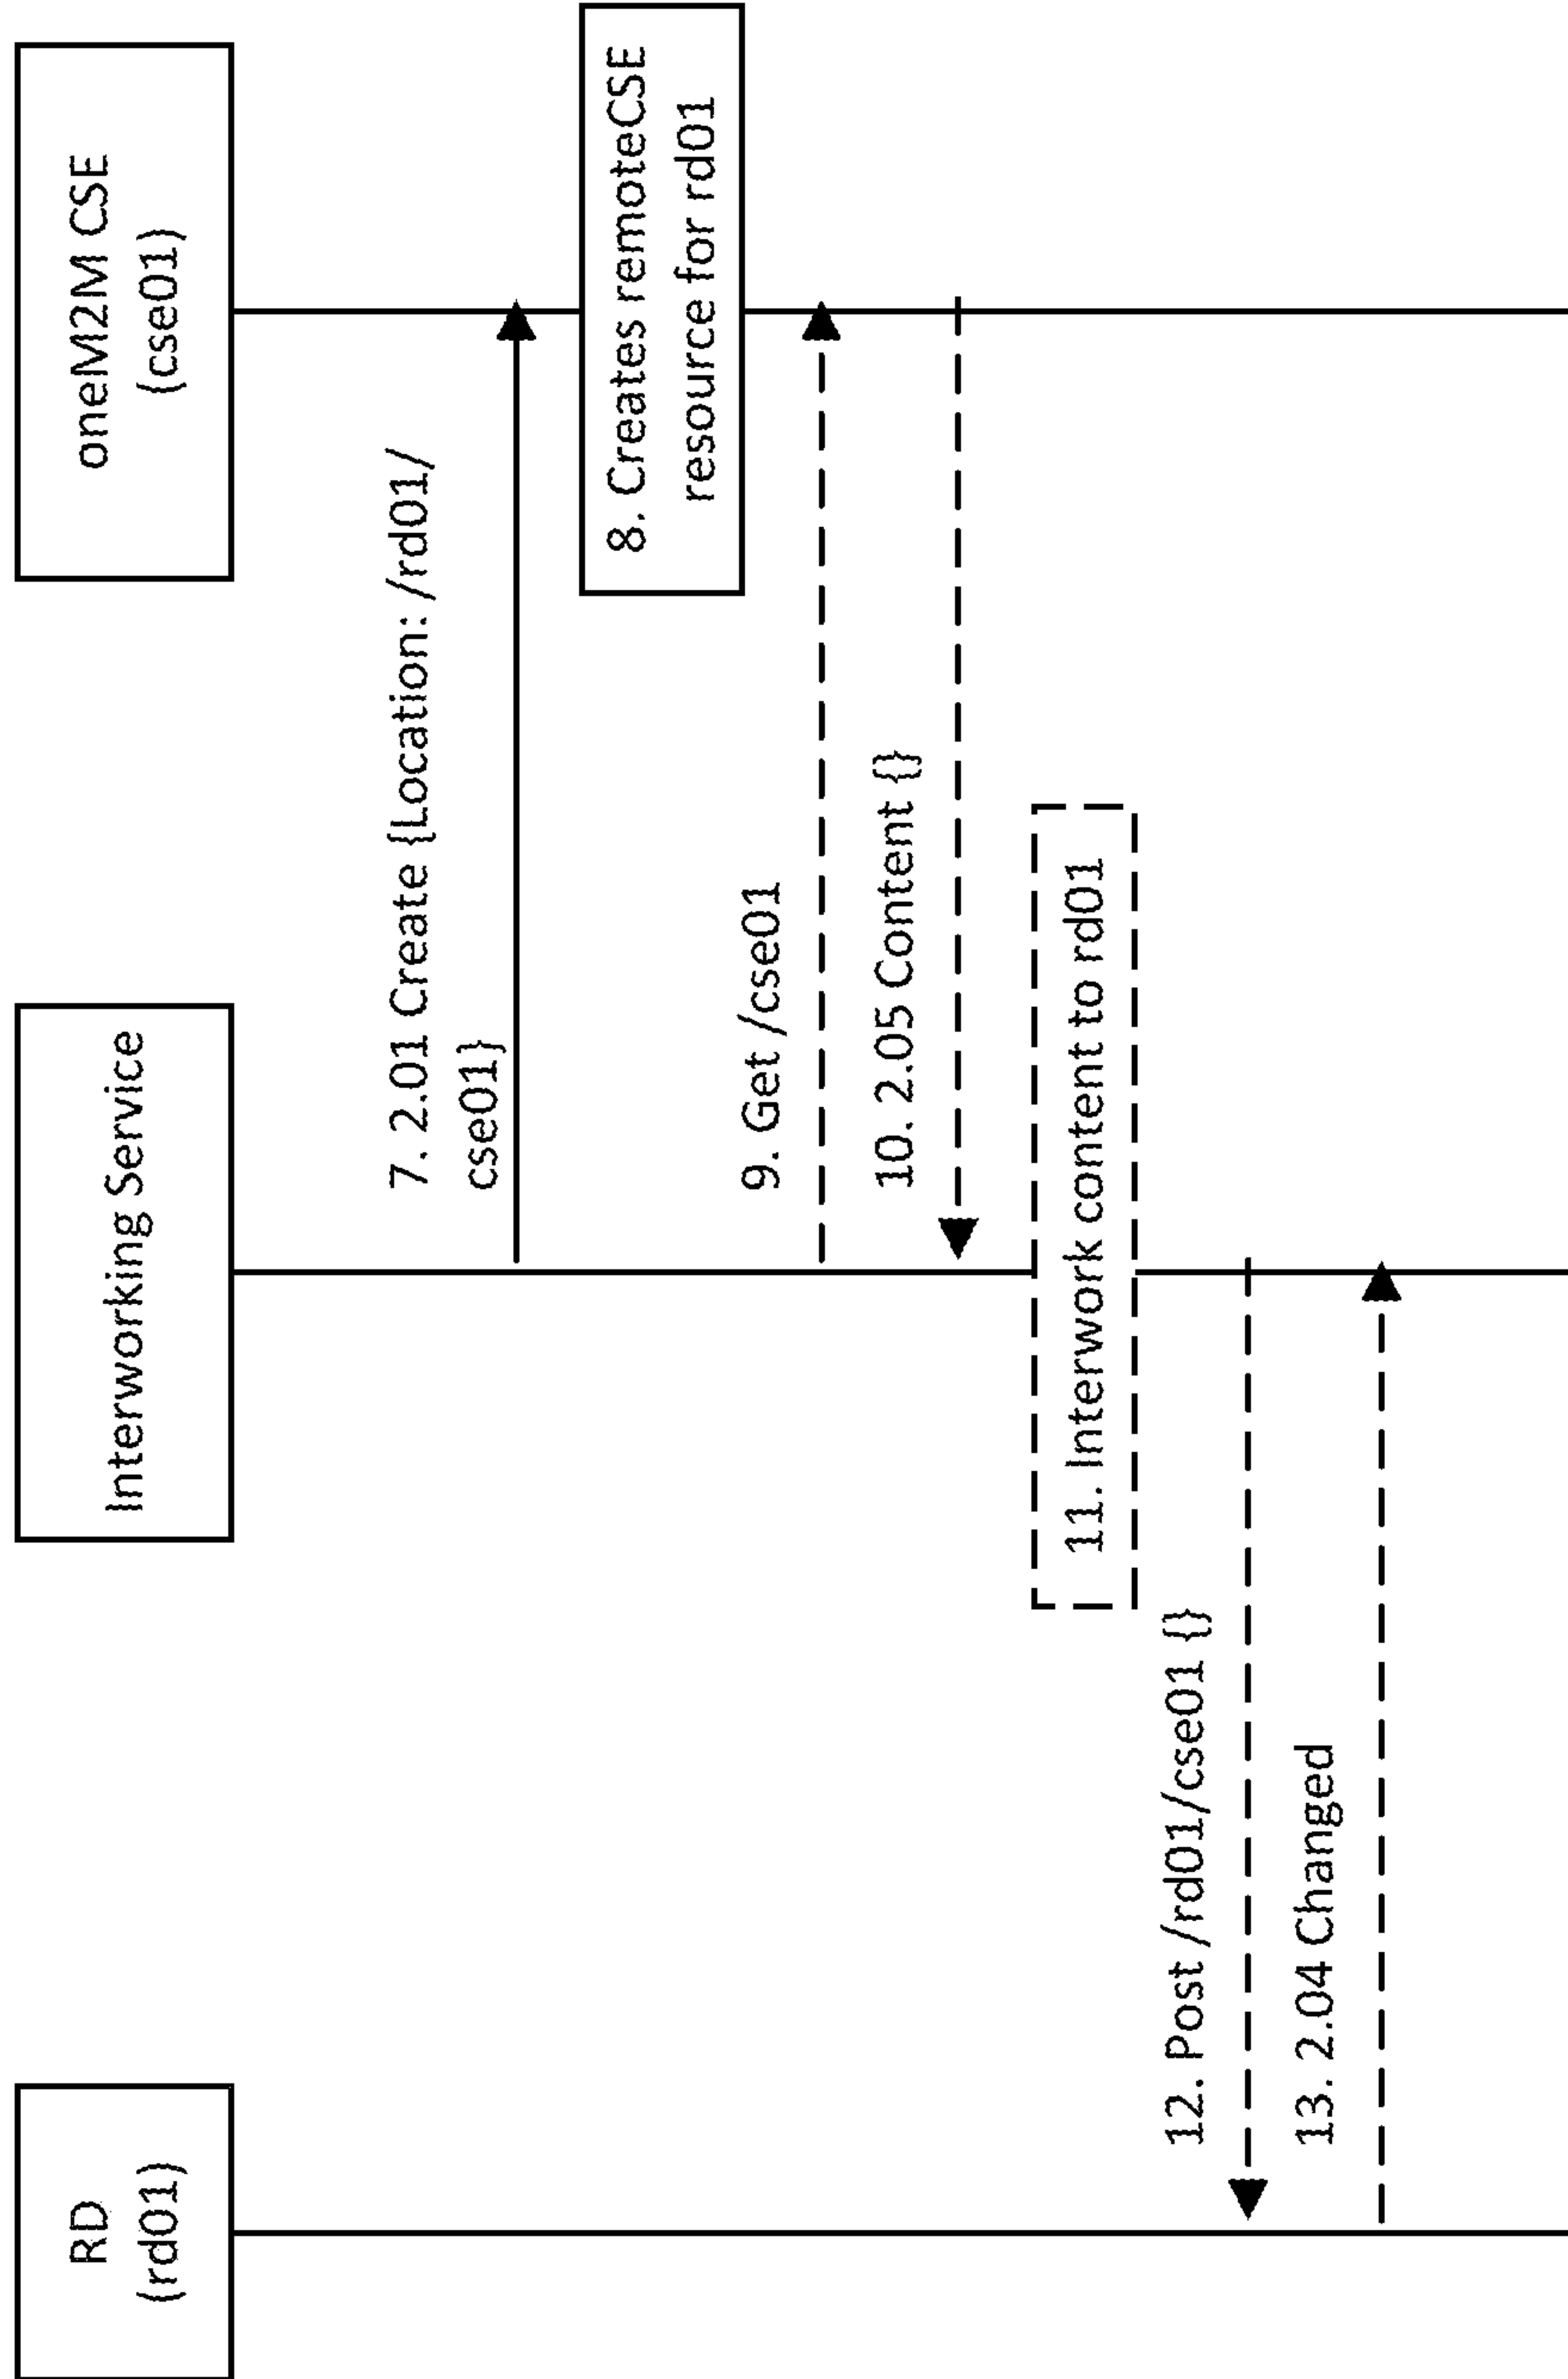 RD
(rd01)
Interworking Service
oneM2M CSE
(cse01)
7. 2.01 Create {Location: /rd01/
cse01}
8. Creates remoteCSE
resource for rd01
9. Get /cse01
10. 2.05 Content {}
11. Interwork content to rd01
12. Post /rd01/cse01 {}
13. 2.04 Changed